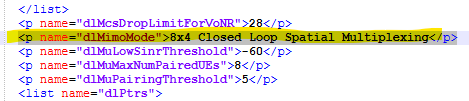 </list>
<p name="dlMcsDropLimitForVoNR">28</p>
<p name="dlMimoMode">8x4 Closed Loop Spatial Multiplexing</p>
<p name="dlMuLowSinrThreshold">-60</p>
<p name="dlMuMaxNumPairedUEs">8</p>
<p name="dlMuPairingThreshold">5</p>
<list name="dlPtrs">